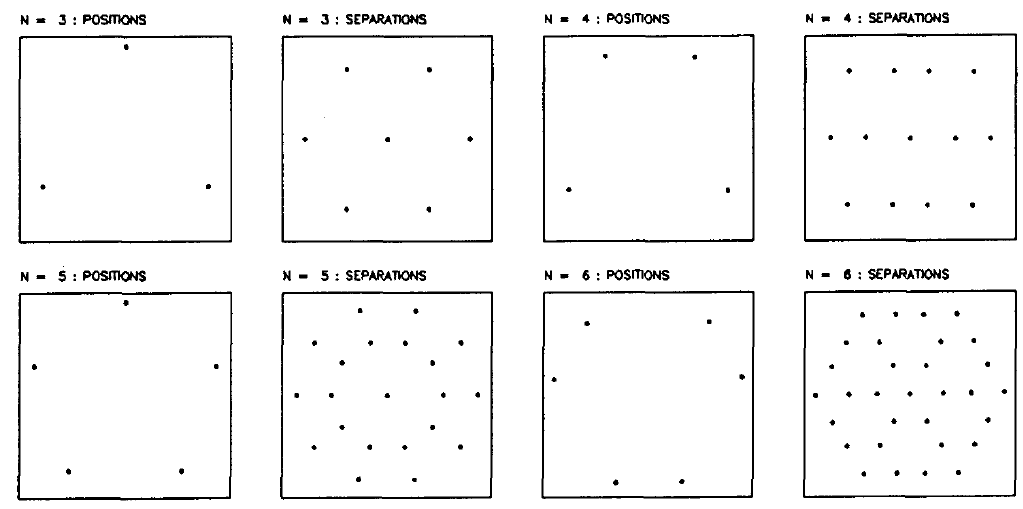 N = 3 : POSITIONS
N = 3 : SEPARATIONS
N = 4 : POSITIONS
N = 4 : SEPARATIONS
N = 5 : POSITIONS
N = 5 : SEPARATIONS
N = 6 : POSITIONS
N = 6 : SEPARATIONS